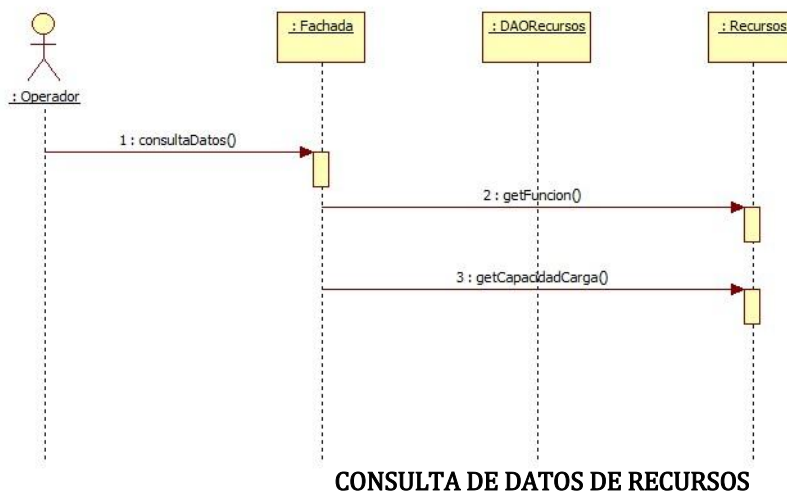 : Fachada
: DAORecursos
: Recursos
: Operador
1 : consultaDatos()
2 : getFuncion()
3 : getCapacidadCarga()
CONSULTA DE DATOS DE RECURSOS